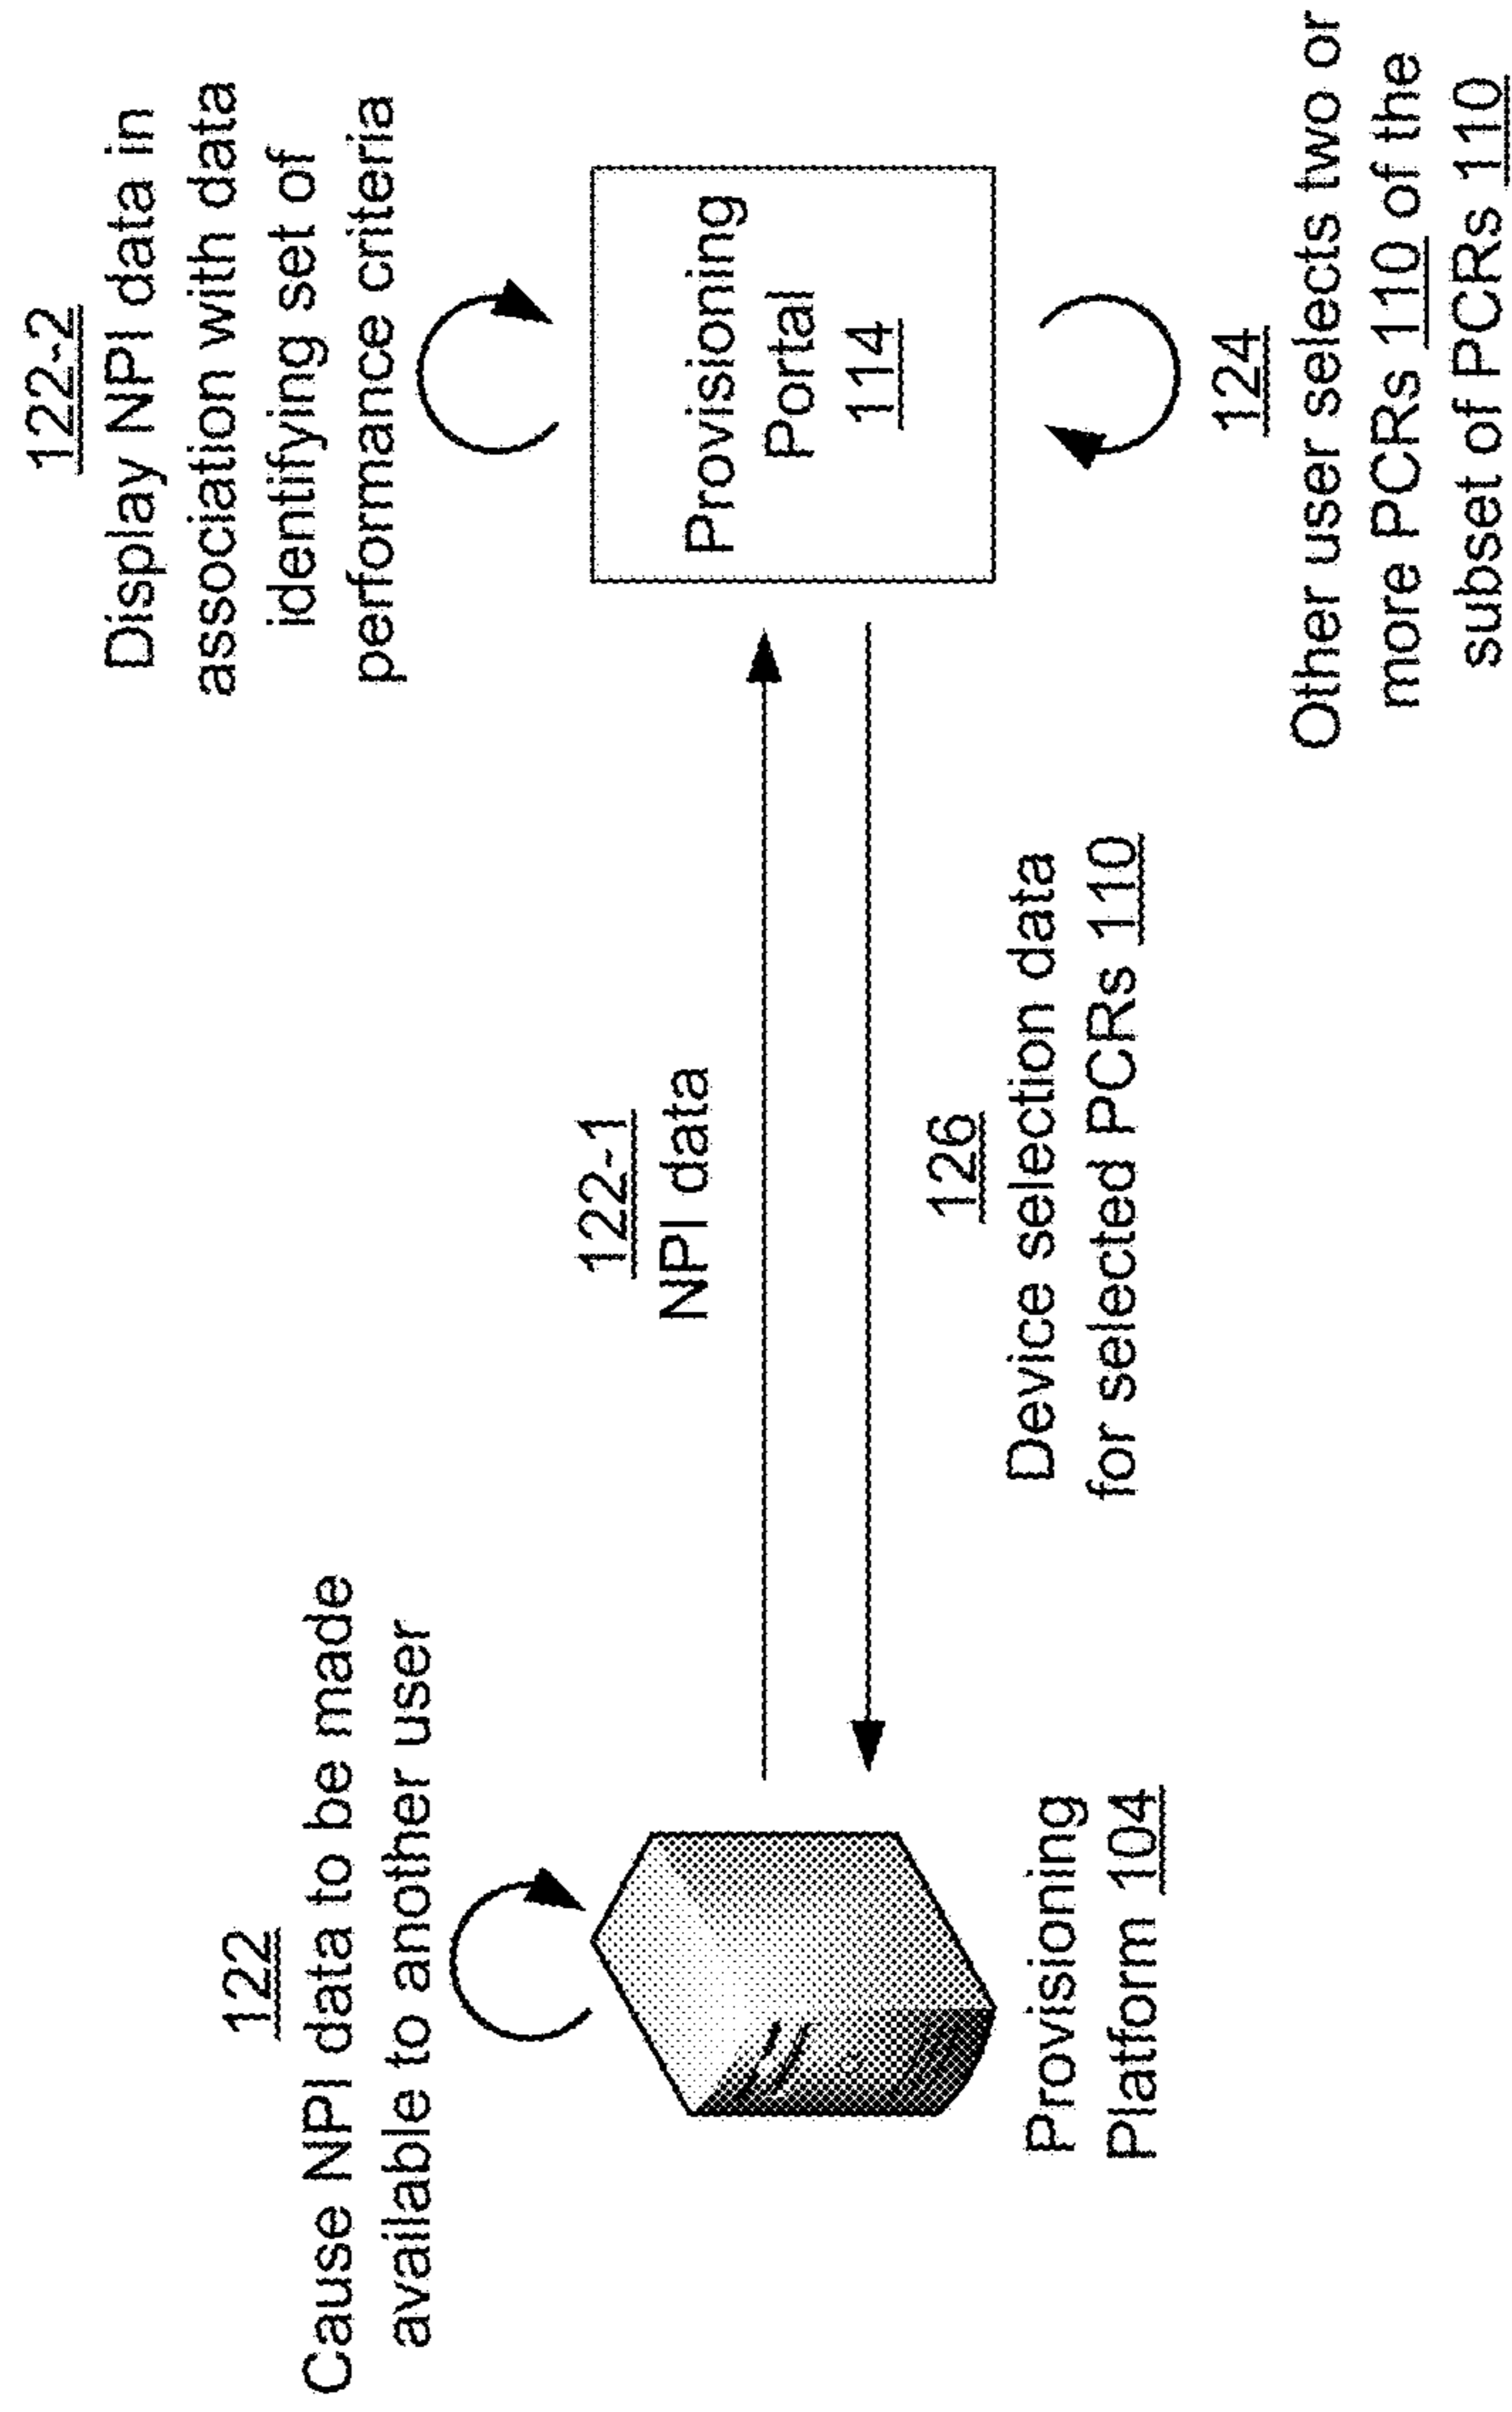 122
Cause NPI data to be made
available to another user
Provisioning
Platform 104
122-1
NPI data
126
Device selection data
for selected PCRs 110
122-2
Display NPI data in
association with data
identifying set of
performance criteria
Provisioning
Portal
114
124
Other user selects two or
more PCRs 110 of the
subset of PCRs 110